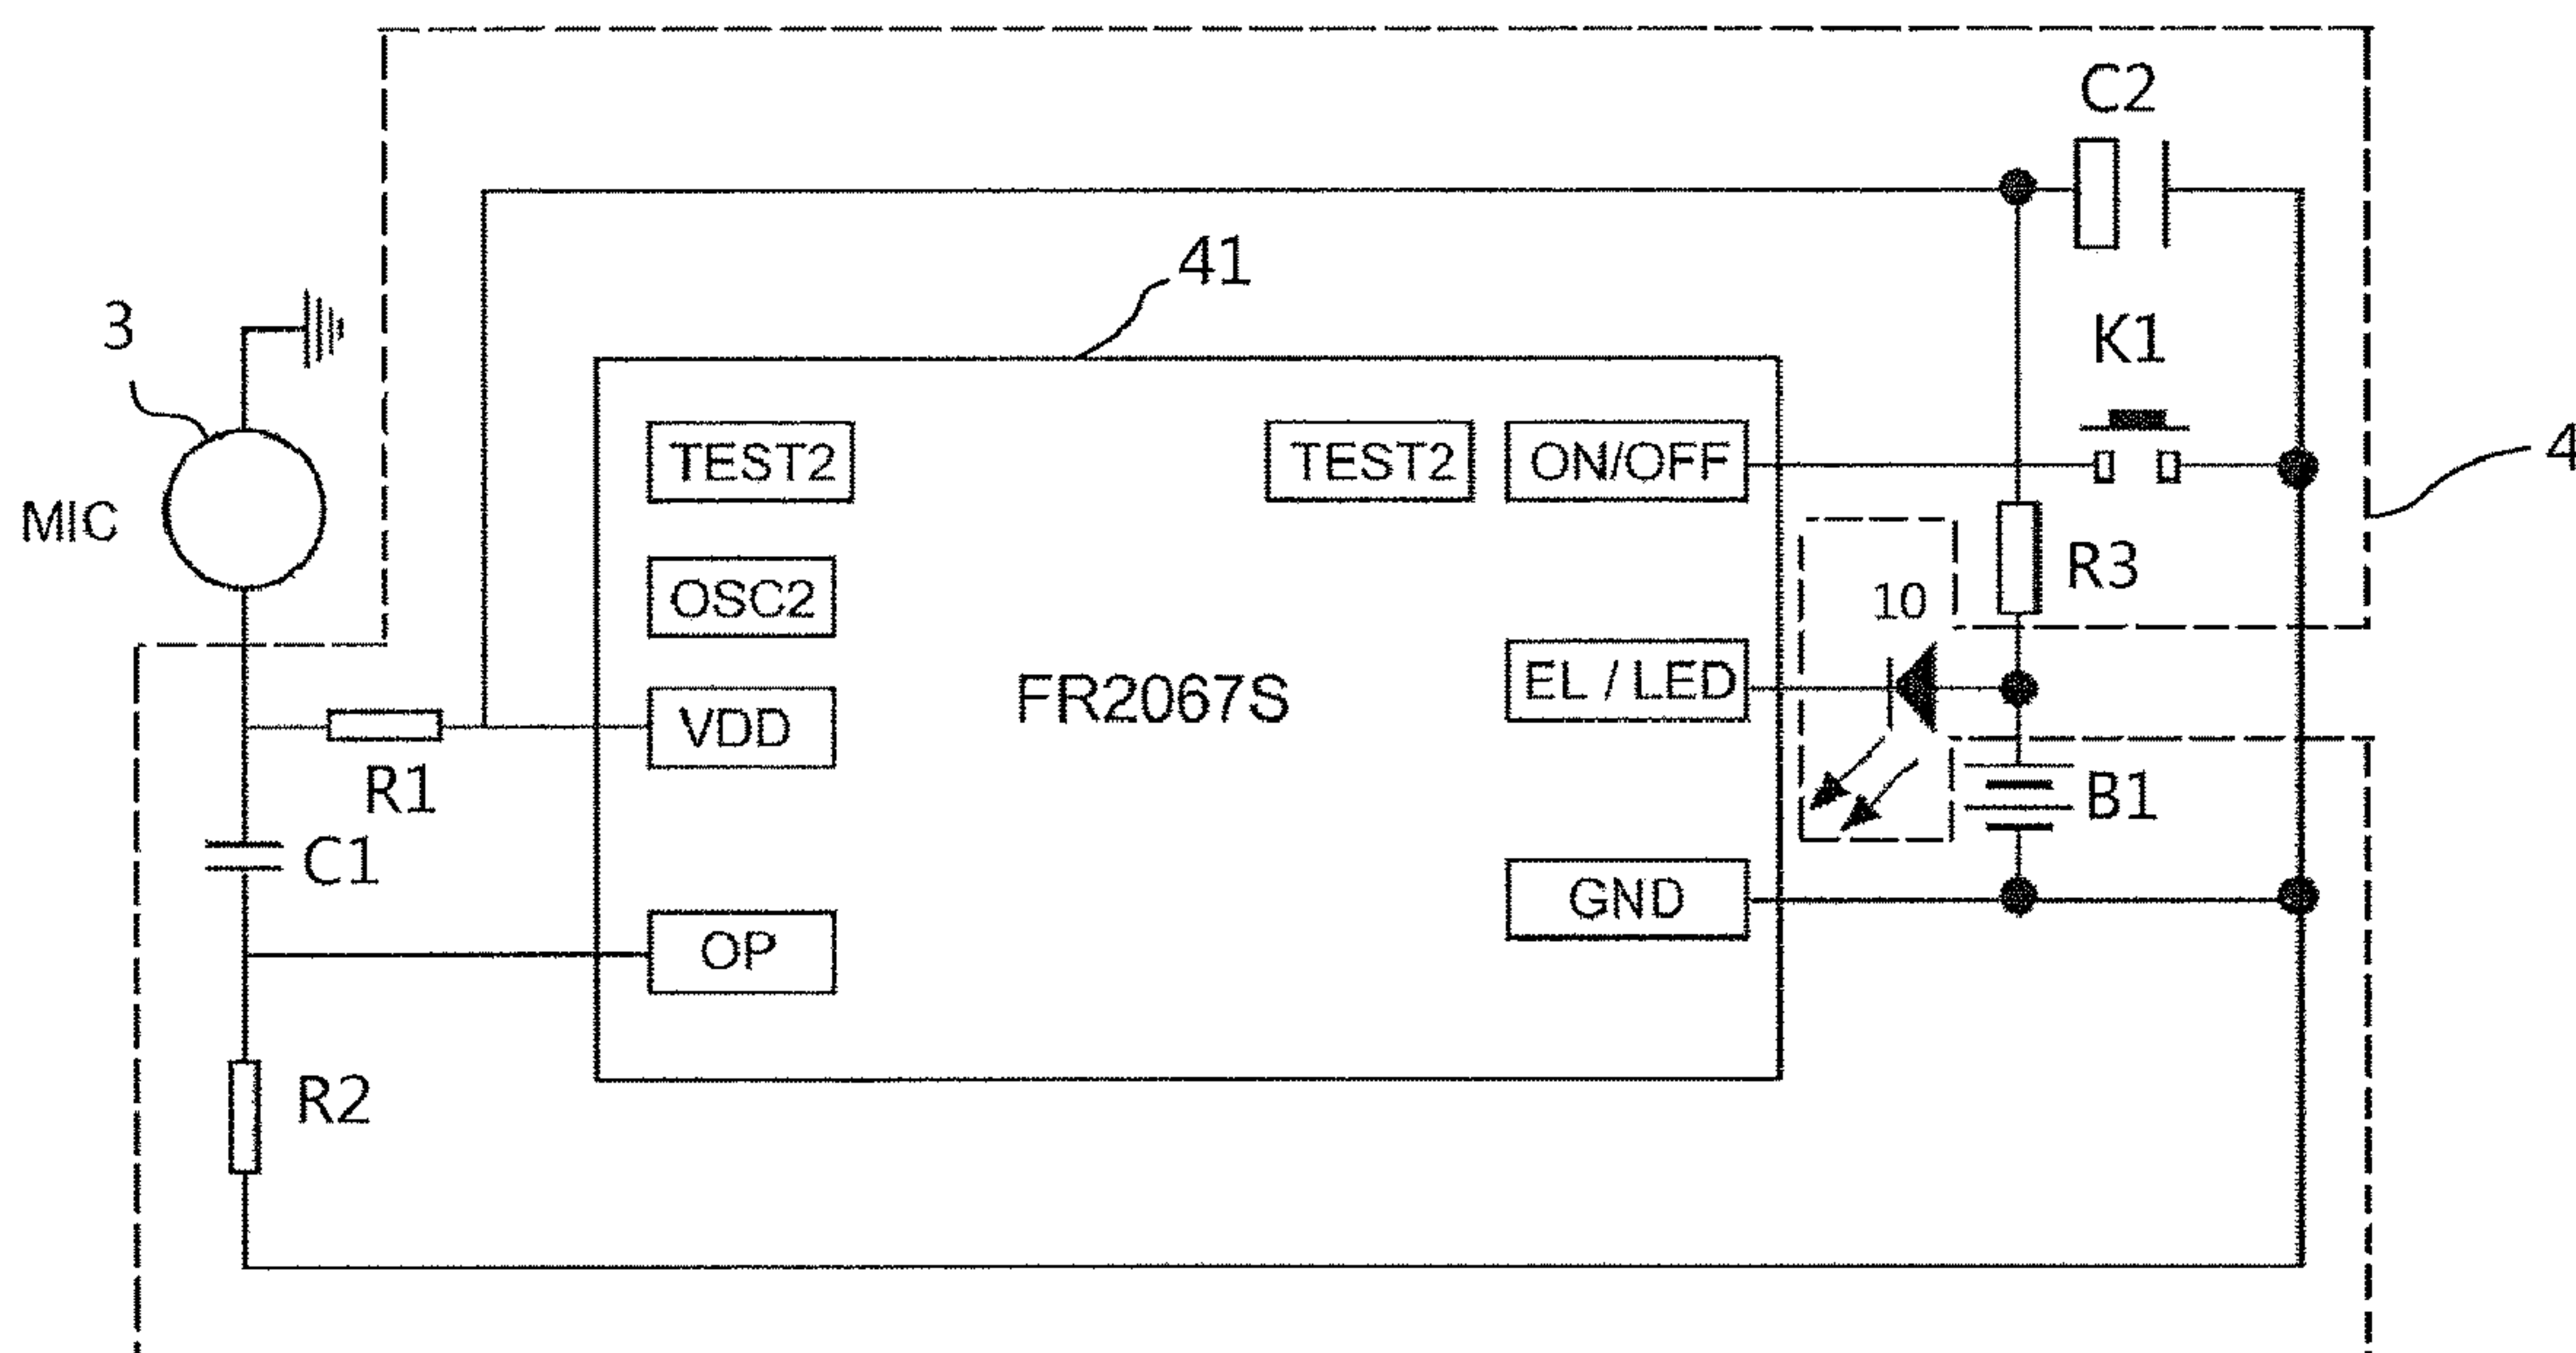 C2
41
3
K1
TEST2
TEST2
ON/OFF
4
MIC
R3
OSC2
10
FR2067S
EL / LED
VDD
R1
B1
C1
GND
OP
R2